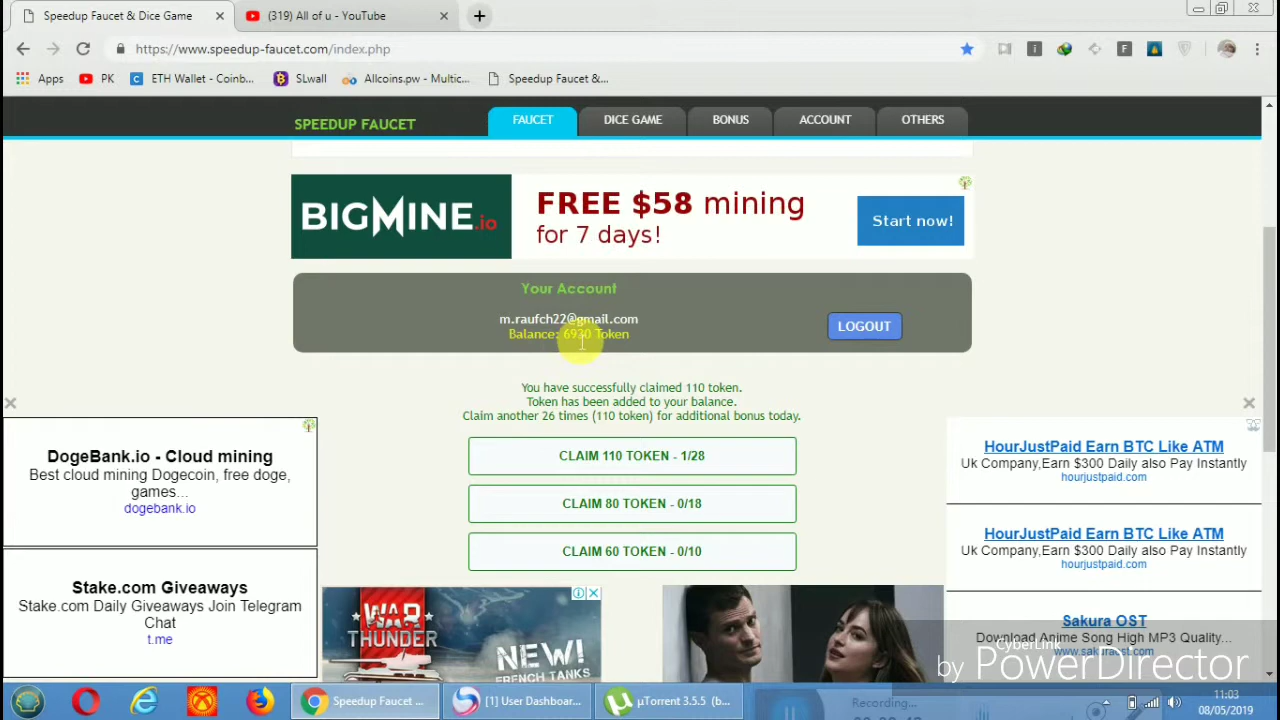 Speedup Faucet & Dice Game
(319) All of u - YouTube
https://www.speedup-faucet.com/index.php
Apps
PK
ETH Wallet - Coinb...
SLwall
Allcoins.pw - Multic...
Speedup Faucet &...
SPEEDUP FAUCET
FAUCET
DICE GAME
BONUS
ACCOUNT
OTHERS
BIGMINE.io
FREE $58 mining
for 7 days!
Start now!
Your Account
m.raufch22@gmail.com
Balance: 6930 Token
LOGOUT
You have successfully claimed 110 token.
Token has been added to your balance.
Claim another 26 times (110 token) for additional bonus today.
CLAIM 110 TOKEN - 1/28
CLAIM 80 TOKEN - 0/18
CLAIM 60 TOKEN - 0/10
DogeBank.io - Cloud mining
Best cloud mining Dogecoin, free doge,
games...
dogebank.io
Stake.com Giveaways
Stake.com Daily Giveaways Join Telegram
Chat
t.me
HourJustPaid Earn BTC Like ATM
Uk Company,Earn $300 Daily also Pay Instantly
hourjustpaid.com
HourJustPaid Earn BTC Like ATM
Uk Company,Earn $300 Daily also Pay Instantly
hourjustpaid.com
Sakura OST
Download Anime Song High MP3 Quality...
www.sakuraost.com
WAR
THUNDER
NEW!
FRENCH TANKS
CyberLink
by PowerDirector
Speedup Faucet ...
[1] User Dashboar...
µTorrent 3.5.5 (b...
Recording...
11:03
08/05/2019